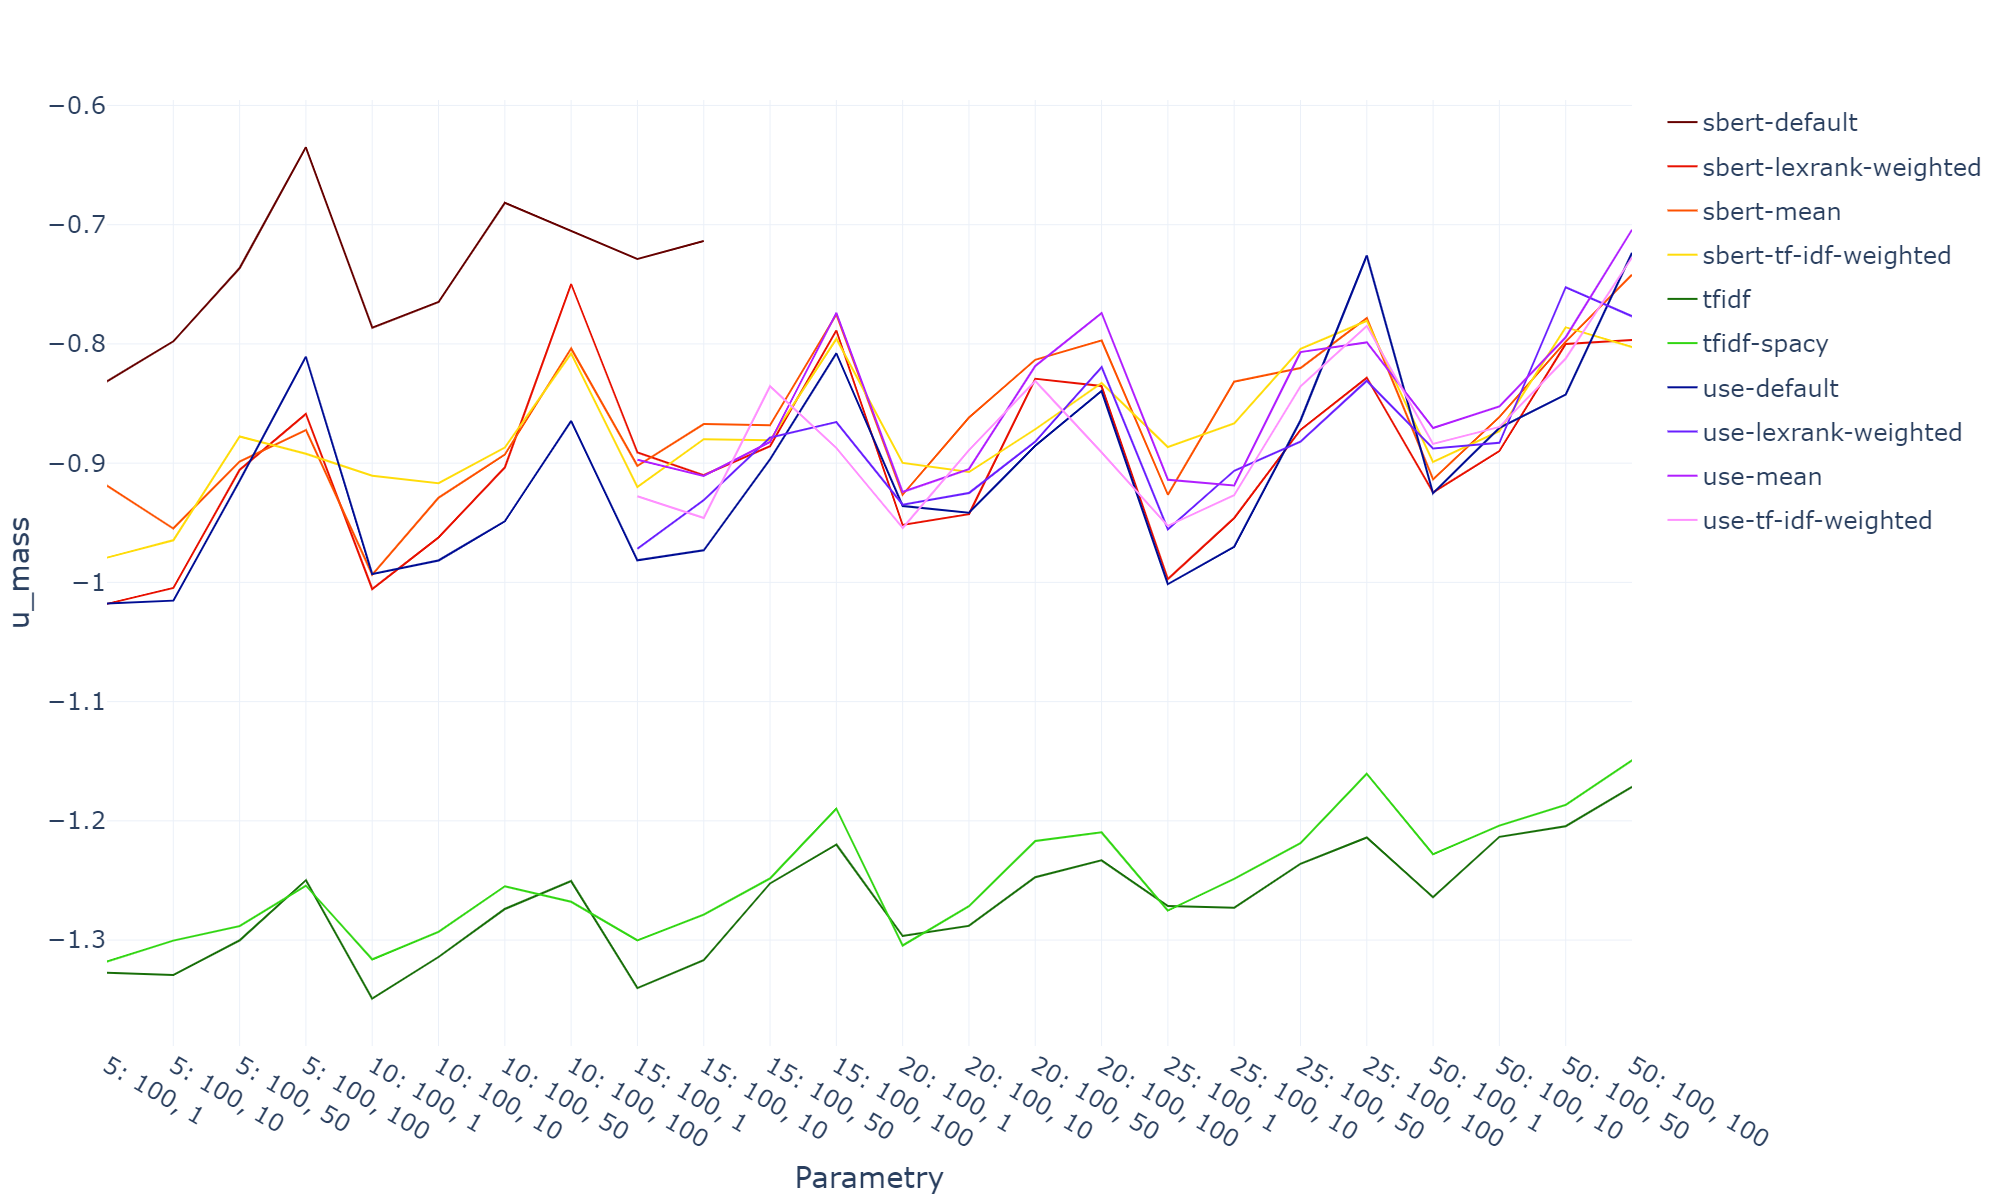 −0.6
−0.7
−0.8
−0.9
−1
−1.1
−1.2
−1.3
u_mass
5: 100, 1
5: 100, 10
5: 100, 50
5: 100, 100
10: 100, 1
10: 100, 10
10: 100, 50
10: 100, 100
15: 100, 1
15: 100, 10
15: 100, 50
15: 100, 100
20: 100, 1
20: 100, 10
20: 100, 50
20: 100, 100
25: 100, 1
25: 100, 10
25: 100, 50
25: 100, 100
50: 100, 1
50: 100, 10
50: 100, 50
50: 100, 100
Parametry
sbert-default
sbert-lexrank-weighted
sbert-mean
sbert-tf-idf-weighted
tfidf
tfidf-spacy
use-default
use-lexrank-weighted
use-mean
use-tf-idf-weighted